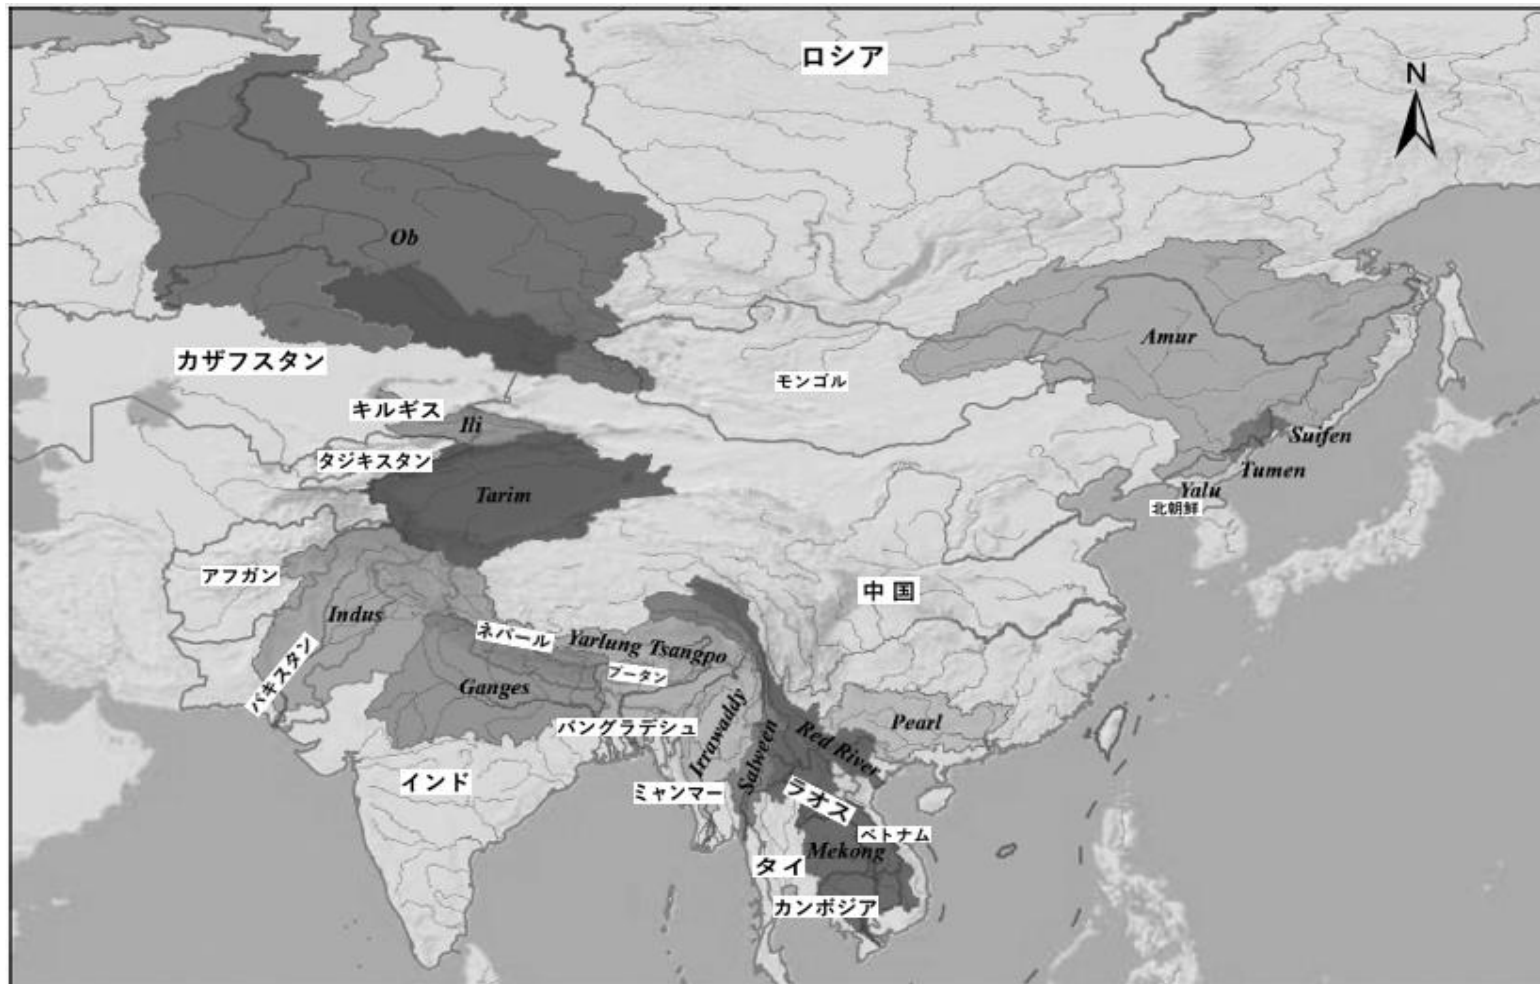 ロシア
N
Ob
Amur
カザフスタン
モンゴル
キルギス
Ili
Suifen
タジキスタン
Tumen
Tarim
Yalu
北朝鮮
アフガン
中国
Indus
ネパール
Yarlung Tsangpo
ブータン
パキスタン
Ganges
Irrawaddy
Pearl
バングラデシュ
Salween
Red River
インド
ミャンマー
ラオス
ベトナム
Mekong
タイ
カンボジア